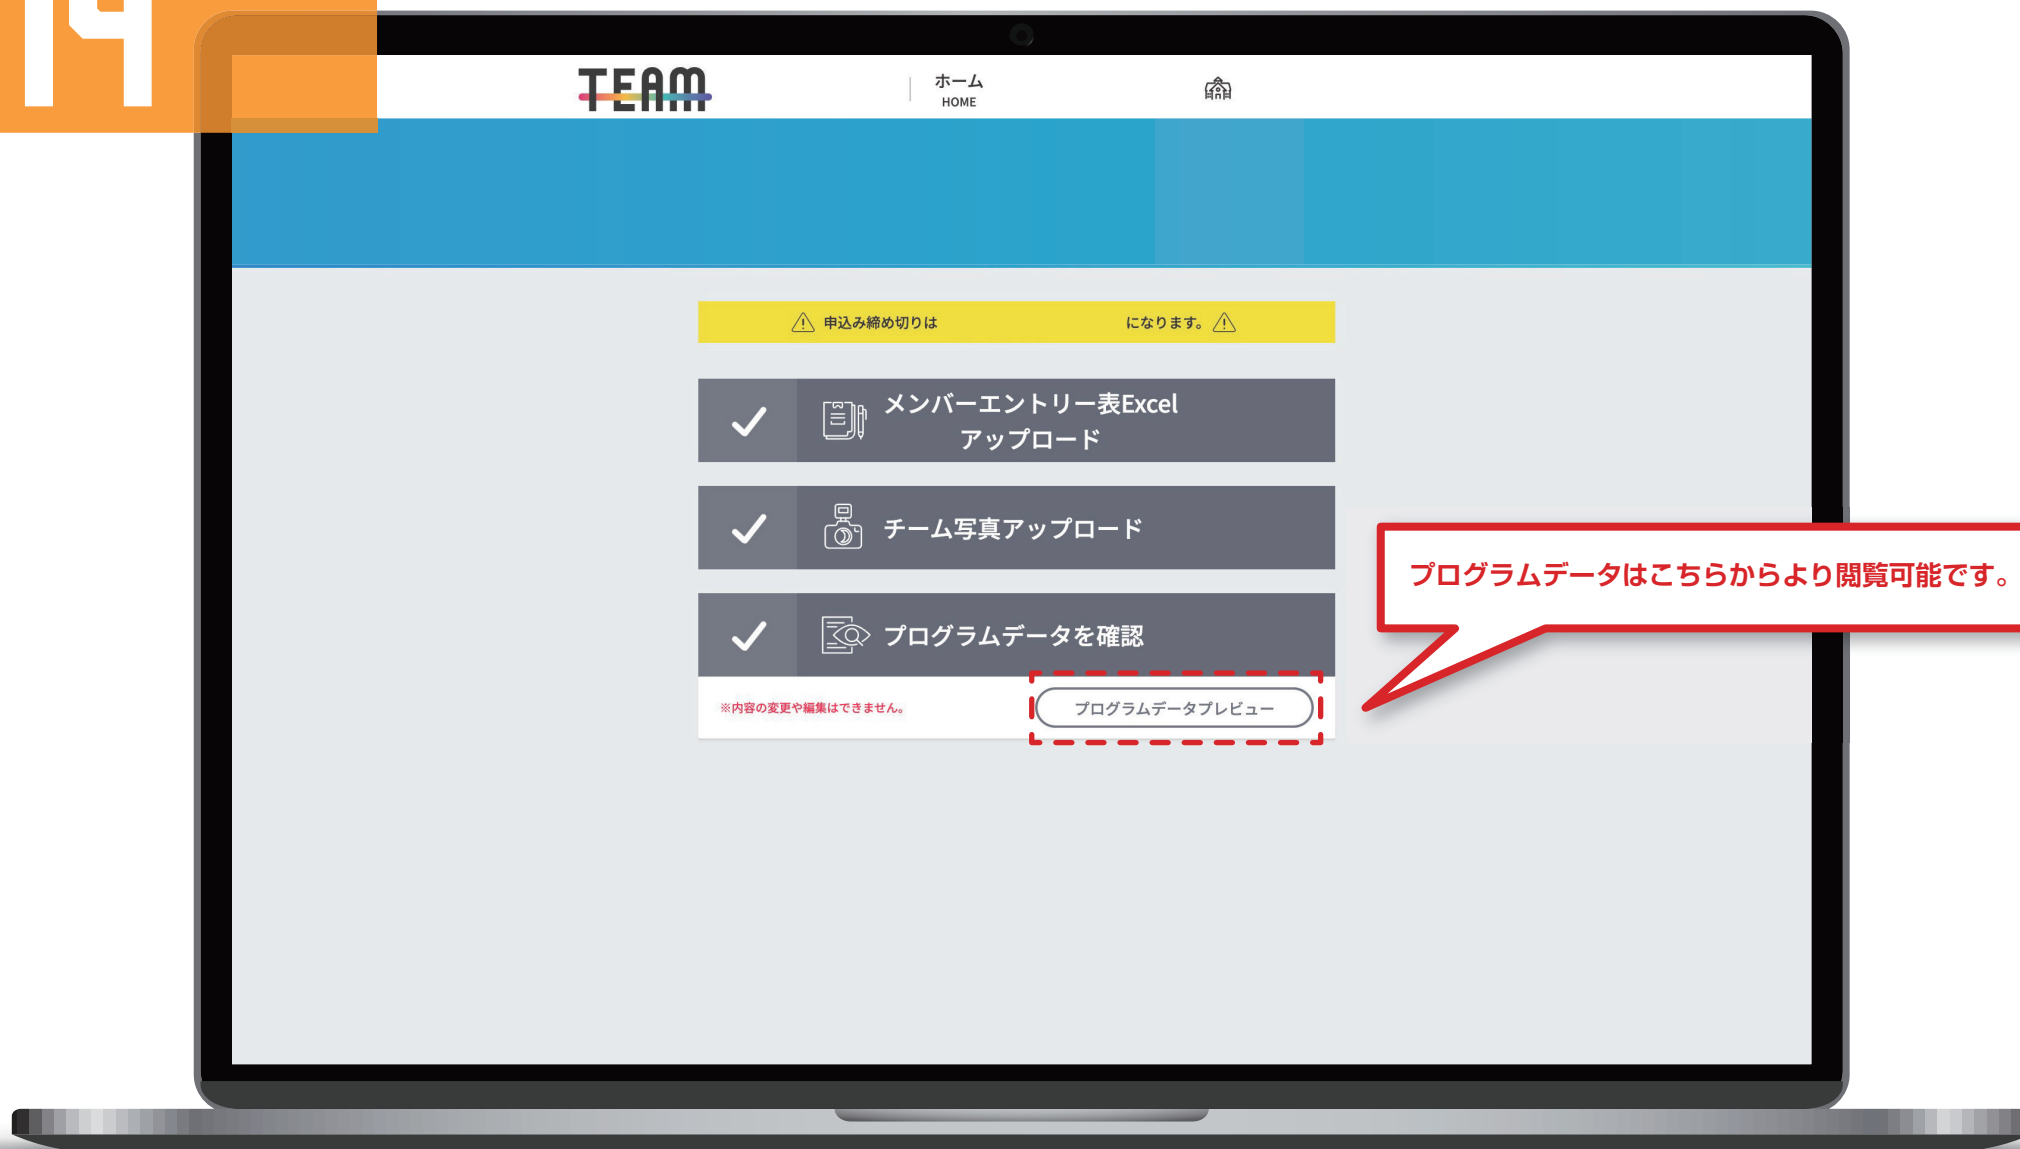 14
TEAM
ホーム
HOME
申込み締め切りは になります。
メンバーエントリー表Excel
アップロード
チーム写真アップロード
プログラムデータはこちらからより閲覧可能です。
プログラムデータを確認
※内容の変更や編集はできません。
プログラムデータプレビュー